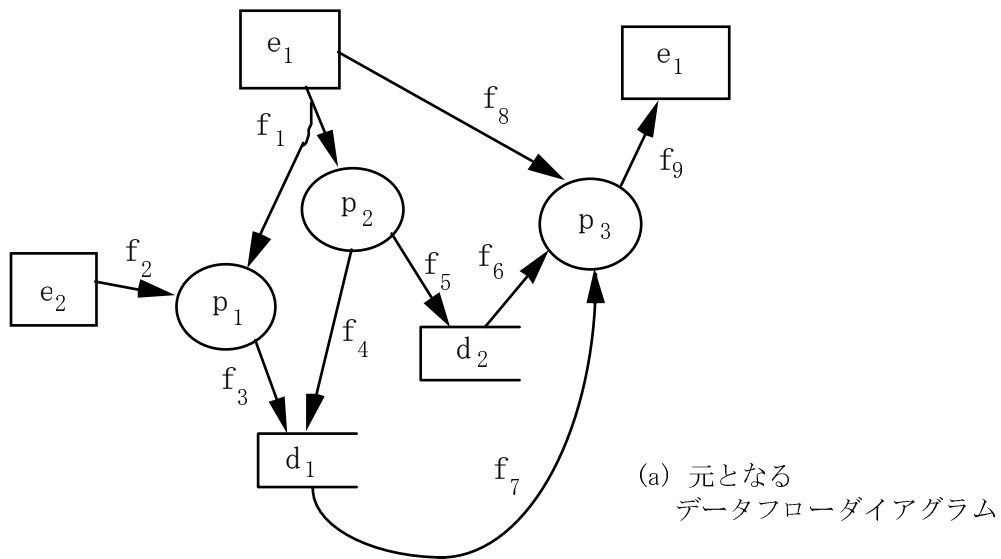 e1
e1
f8
f1
f9
p2
p3
f2
f5
f6
e2
p1
f4
d2
f3
d1
f7
(a) 元となる
データフローダイアグラム